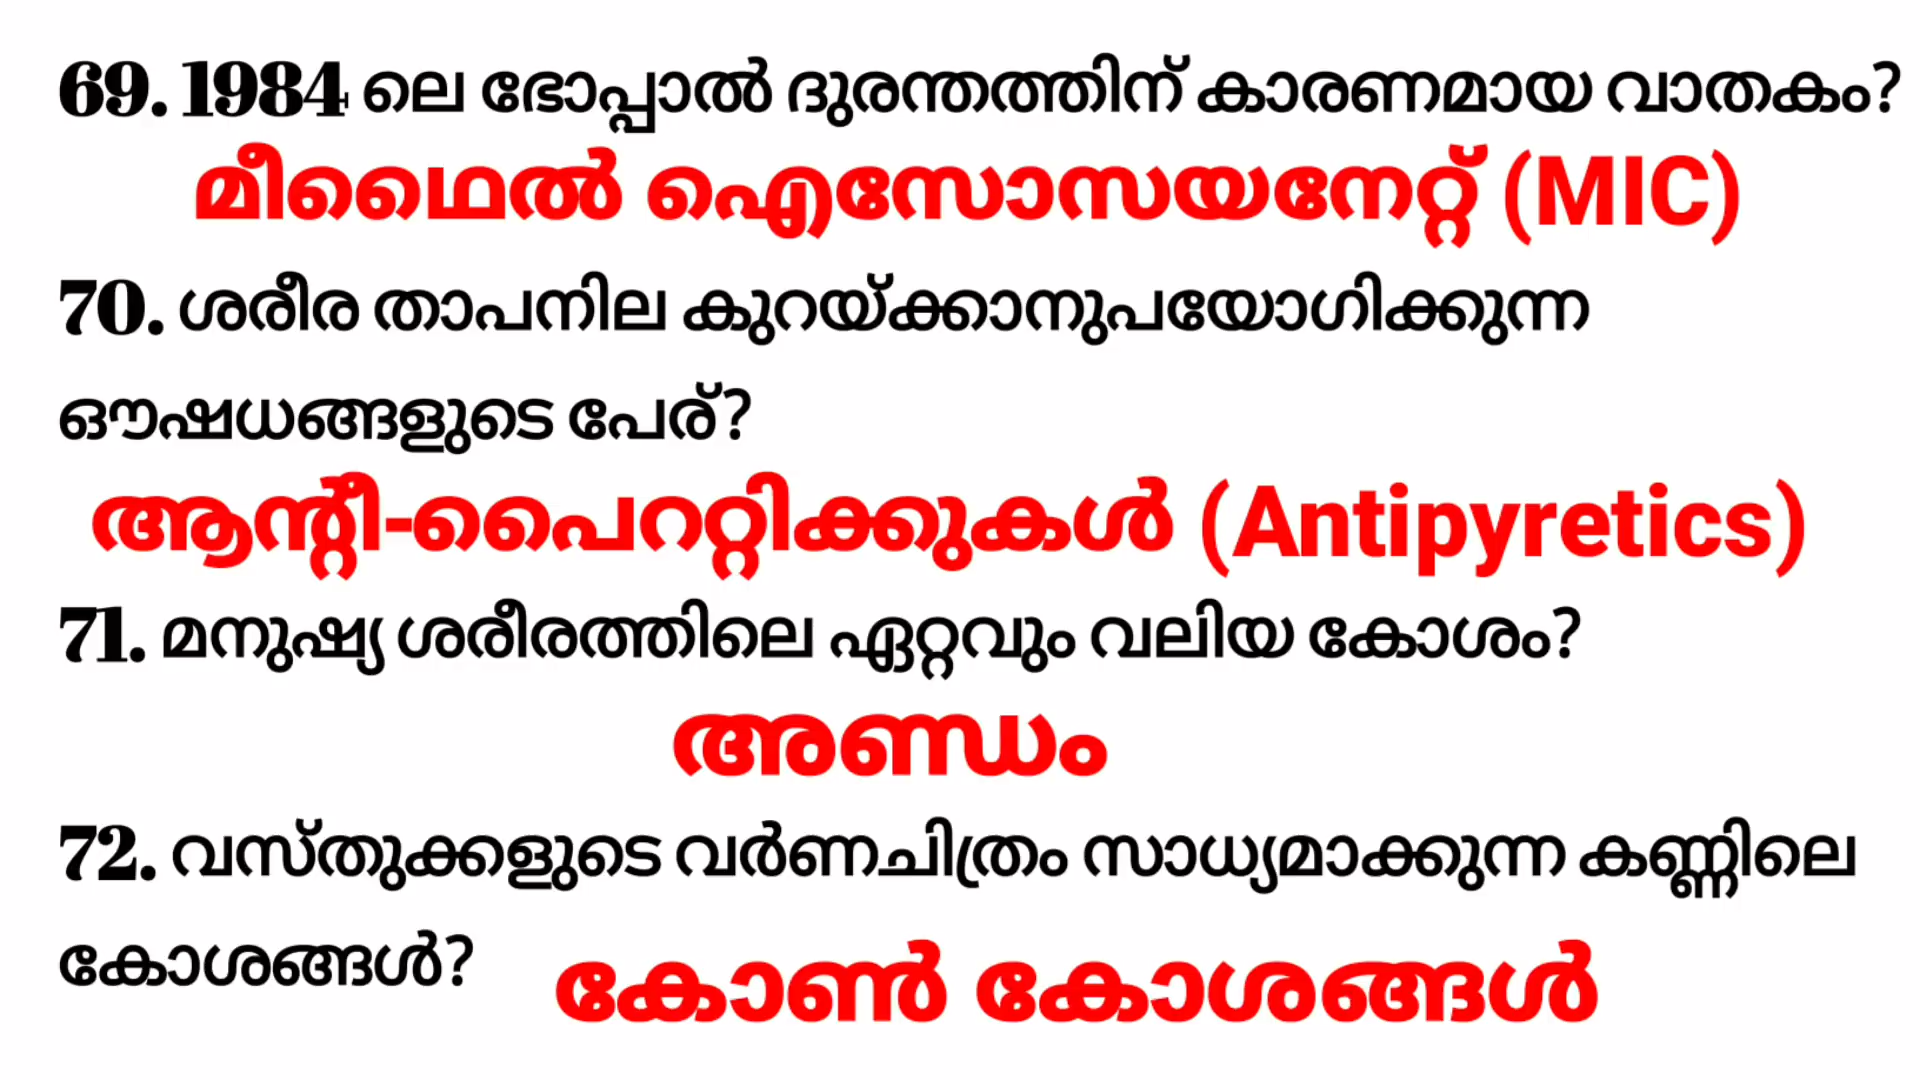 69. 1984 ലെ ഭോപ്പാൽ ദുരന്തത്തിന് കാരണമായ വാതകം?
മീഥൈൽ ഐസോസയനേറ്റ് (MIC)
70. ശരീര താപനില കുറയ്ക്കാനുപയോഗിക്കുന്ന
ഔഷധങ്ങളുടെ പേര്?
ആന്റീ-പൈററ്റിക്കുകൾ (Antipyretics)
71. മനുഷ്യ ശരീരത്തിലെ ഏറ്റവും വലിയ കോശം?
അണ്ഡം
72. വസ്തുക്കളുടെ വർണചിത്രം സാധ്യമാക്കുന്ന കണ്ണിലെ
കോശങ്ങൾ?
കോൺ കോശങ്ങൾ